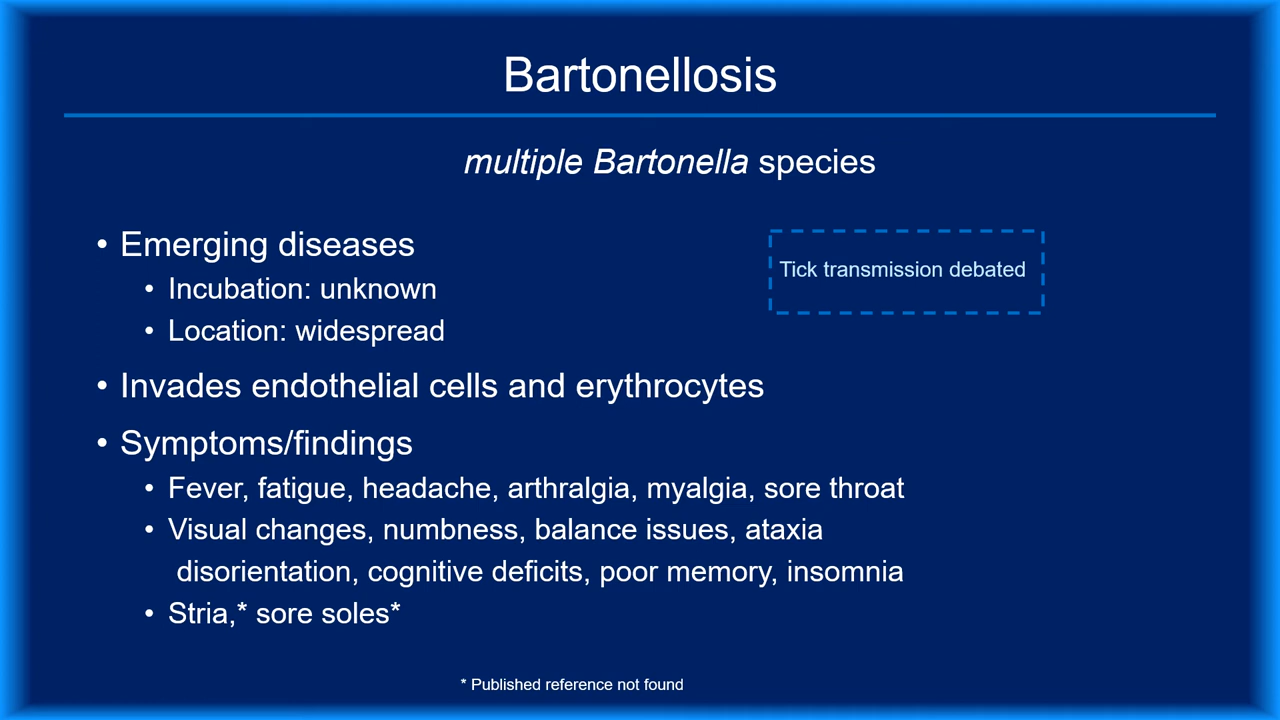 Bartonellosis
multiple Bartonella species
• Emerging diseases
• Incubation: unknown
• Location: widespread
Tick transmission debated
• Invades endothelial cells and erythrocytes
• Symptoms/findings
• Fever, fatigue, headache, arthralgia, myalgia, sore throat
• Visual changes, numbness, balance issues, ataxia
disorientation, cognitive deficits, poor memory, insomnia
• Stria,* sore soles*
* Published reference not found